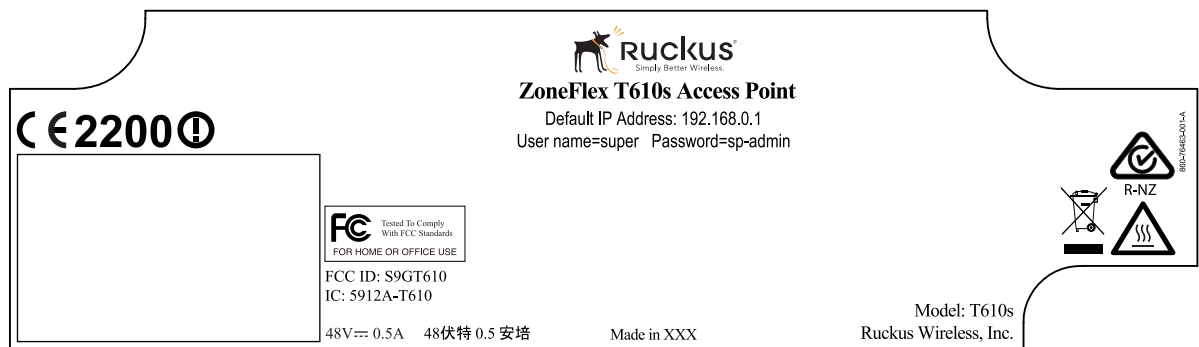 RUCKUS®
Simply Better Wireless.
ZoneFlex T610s Access Point
Default IP Address: 192.168.0.1
User name=super Password=sp-admin
CE2200
860-76463-001-A
R-NZ
FC Tested To Comply
With FCC Standards
FOR HOME OR OFFICE USE
FCC ID: S9GT610
IC: 5912A-T610
48V⎓ 0.5A 48伏特 0.5 安培
Made in XXX
Model: T610s
Ruckus Wireless, Inc.